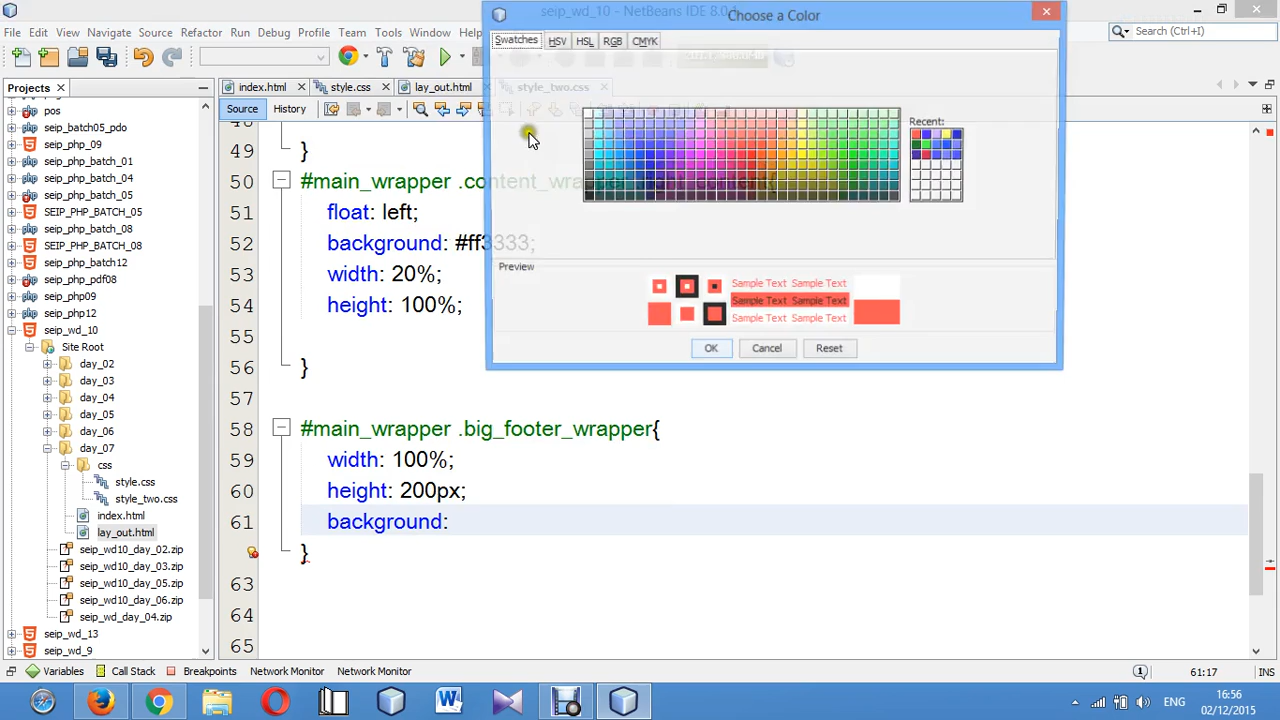 seip_wd_10 - NetBeans IDE 8.0.
Choose a Color
File Edit View Navigate Source Refactor Run Debug Profile Team Tools Window
Search (Ctrl+I)
Swatches HSV HSL RGB CMYK
Projects
index.html style.css lay_out.html style_two.css
Source History
pos
seip_batch05_pdo
seip_php_09
seip_php_batch_01
seip_php_batch_04
seip_php_batch_05
SEIP_PHP_BATCH_05
seip_php_batch_08
SEIP_PHP_BATCH_08
seip_php_batch12
seip_php_pdf08
seip_php09
seip_php12
seip_wd_10
Site Root
day_02
day_03
day_04
day_05
day_06
day_07
css
style.css
style_two.css
index.html
lay_out.html
seip_wd10_day_02.zip
seip_wd10_day_03.zip
seip_wd10_day_05.zip
seip_wd10_day_06.zip
seip_wd_day_04.zip
seip_wd_13
seip_wd_9
Recent:
Preview
Sample Text Sample Text
Sample Text Sample Text
Sample Text Sample Text
OK Cancel Reset
49 }
50 #main_wrapper .content_wrapper
51 float: left;
52 background: #ff3333;
53 width: 20%;
54 height: 100%;
55
56 }
57
58 #main_wrapper .big_footer_wrapper{
59 width: 100%;
60 height: 200px;
61 background:
}
63
64
65
Variables Call Stack Breakpoints Network Monitor Network Monitor
1 61:17 INS
ENG
16:56
02/12/2015